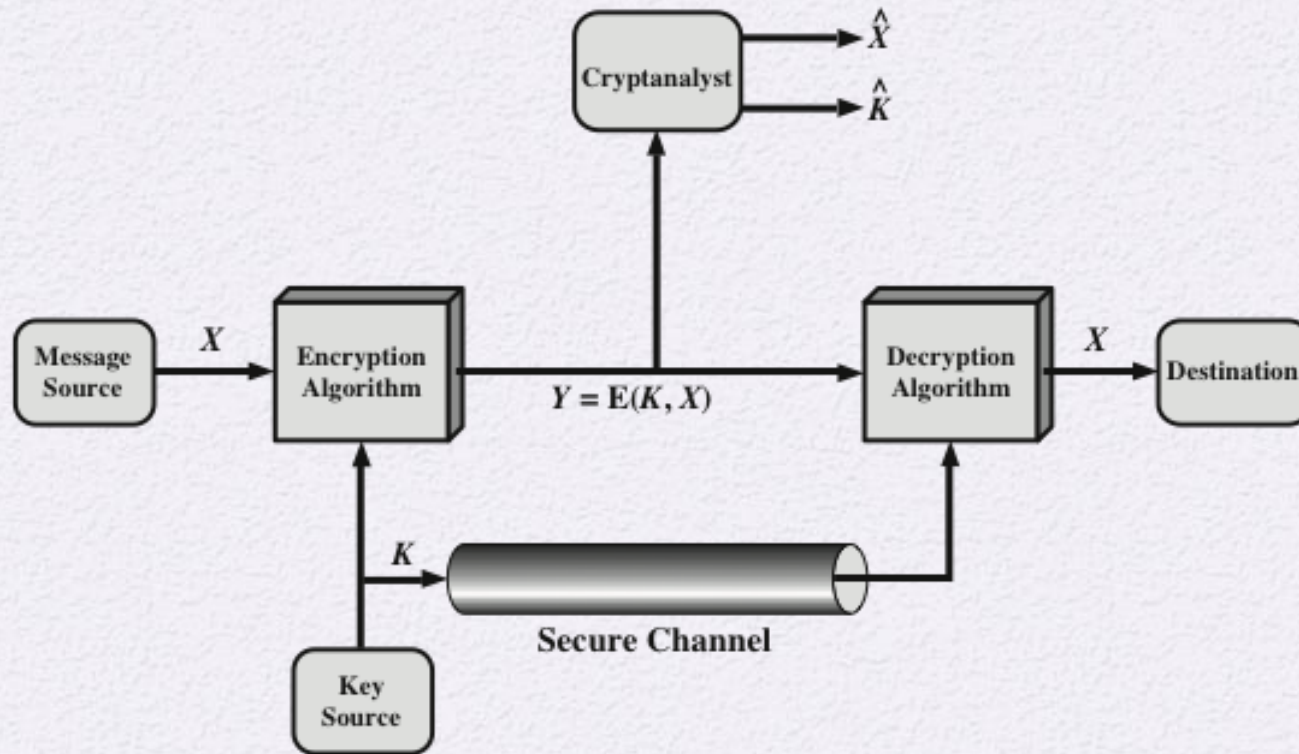 X̂
Cryptanalyst
K̂
X
X
Message
Source
Encryption
Algorithm
Decryption
Algorithm
Destination
Y = E(K, X)
K
Secure Channel
Key
Source